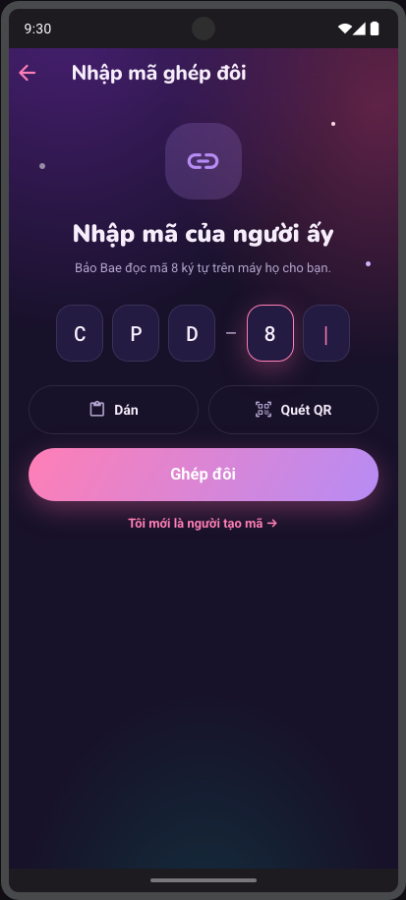 9:30
Nhập mã ghép đôi
Nhập mã của người ấy
Bảo Bae đọc mã 8 ký tự trên máy họ cho bạn.
C P D – 8 |
Dán Quét QR
Ghép đôi
Tôi mới là người tạo mã →